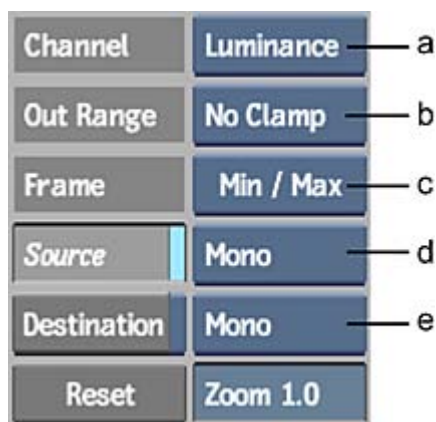 Channel Luminance a
Out Range No Clamp b
Frame Min / Max c
Source Mono d
Destination Mono e
Reset Zoom 1.0